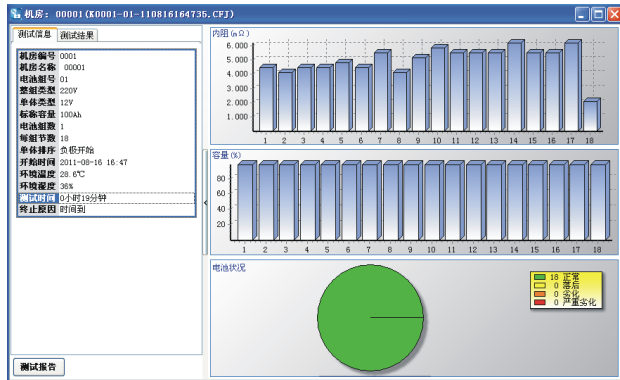 机房: 00001(K0001-01-110816164735.CFJ)
测试信息 测试结果
机房编号 0001
机房名称 00001
电池组号 01
整组类型 220V
单体类型 12V
标称容量 100Ah
电池组数 1
每组节数 18
单体排序 负极开始
开始时间 2011-08-16 16:47
环境温度 28.6℃
环境湿度 36%
测试时间 0小时19分钟
终止原因 时间到
测试报告
内阻(mΩ)
6.000
5.000
4.000
3.000
2.000
1.000
1 2 3 4 5 6 7 8 9 10 11 12 13 14 15 16 17 18
容量(%)
80
60
40
20
1 2 3 4 5 6 7 8 9 10 11 12 13 14 15 16 17 18
电池状况
18 正常
0 落后
0 劣化
0 严重劣化